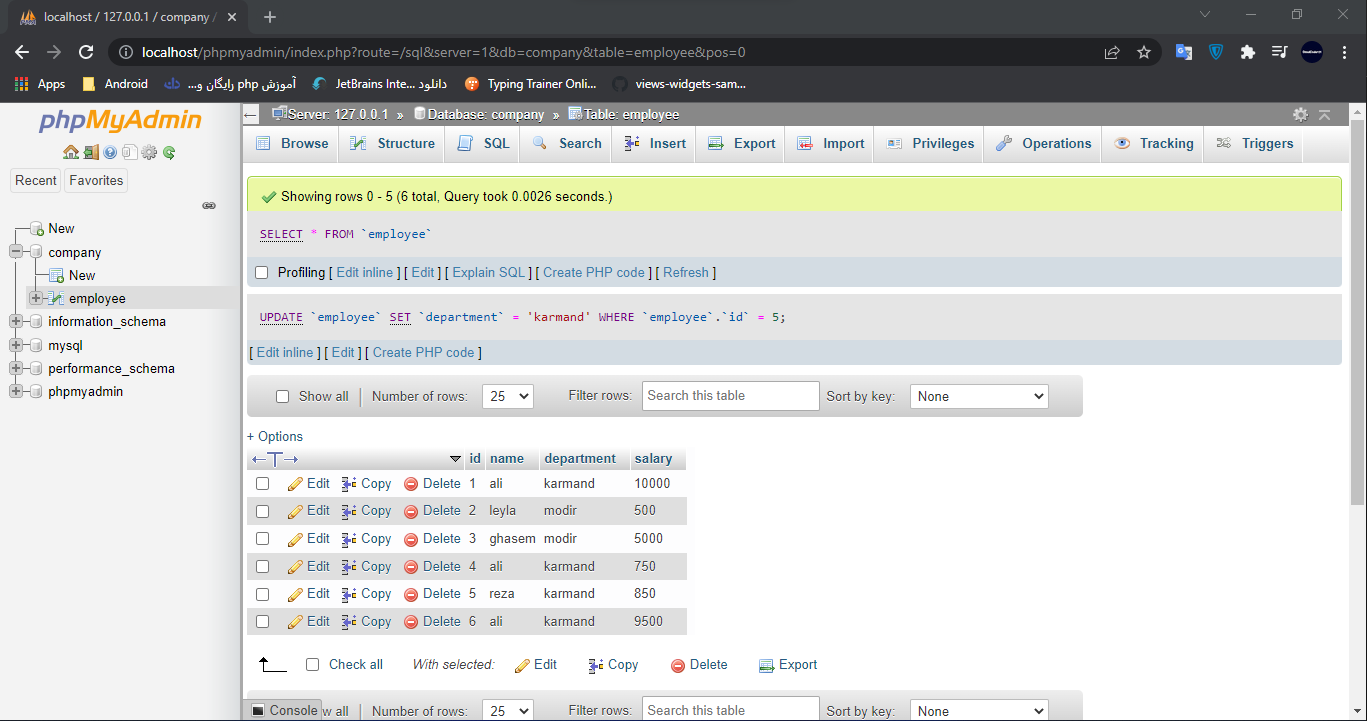 localhost / 127.0.0.1 / company /
localhost/phpmyadmin/index.php?route=/sql&server=1&db=company&table=employee&pos=0
Apps Android آموزش php رایگان و... دانلود JetBrains Inte... Typing Trainer Onli... views-widgets-sam...
phpMyAdmin
Recent Favorites
New
company
New
employee
information_schema
mysql
performance_schema
phpmyadmin
Server: 127.0.0.1 » Database: company » Table: employee
Browse Structure SQL Search Insert Export Import Privileges Operations Tracking Triggers
Showing rows 0 - 5 (6 total, Query took 0.0026 seconds.)
SELECT * FROM `employee`
Profiling [ Edit inline ] [ Edit ] [ Explain SQL ] [ Create PHP code ] [ Refresh ]
UPDATE `employee` SET `department` = 'karmand' WHERE `employee`.`id` = 5;
[ Edit inline ] [ Edit ] [ Create PHP code ]
Show all Number of rows: 25 Filter rows: Search this table Sort by key: None
+ Options
←T→ id name department salary
Edit Copy Delete 1 ali karmand 10000
Edit Copy Delete 2 leyla modir 500
Edit Copy Delete 3 ghasem modir 5000
Edit Copy Delete 4 ali karmand 750
Edit Copy Delete 5 reza karmand 850
Edit Copy Delete 6 ali karmand 9500
Check all With selected: Edit Copy Delete Export
Console w all Number of rows: 25 Filter rows: Search this table Sort by key: None